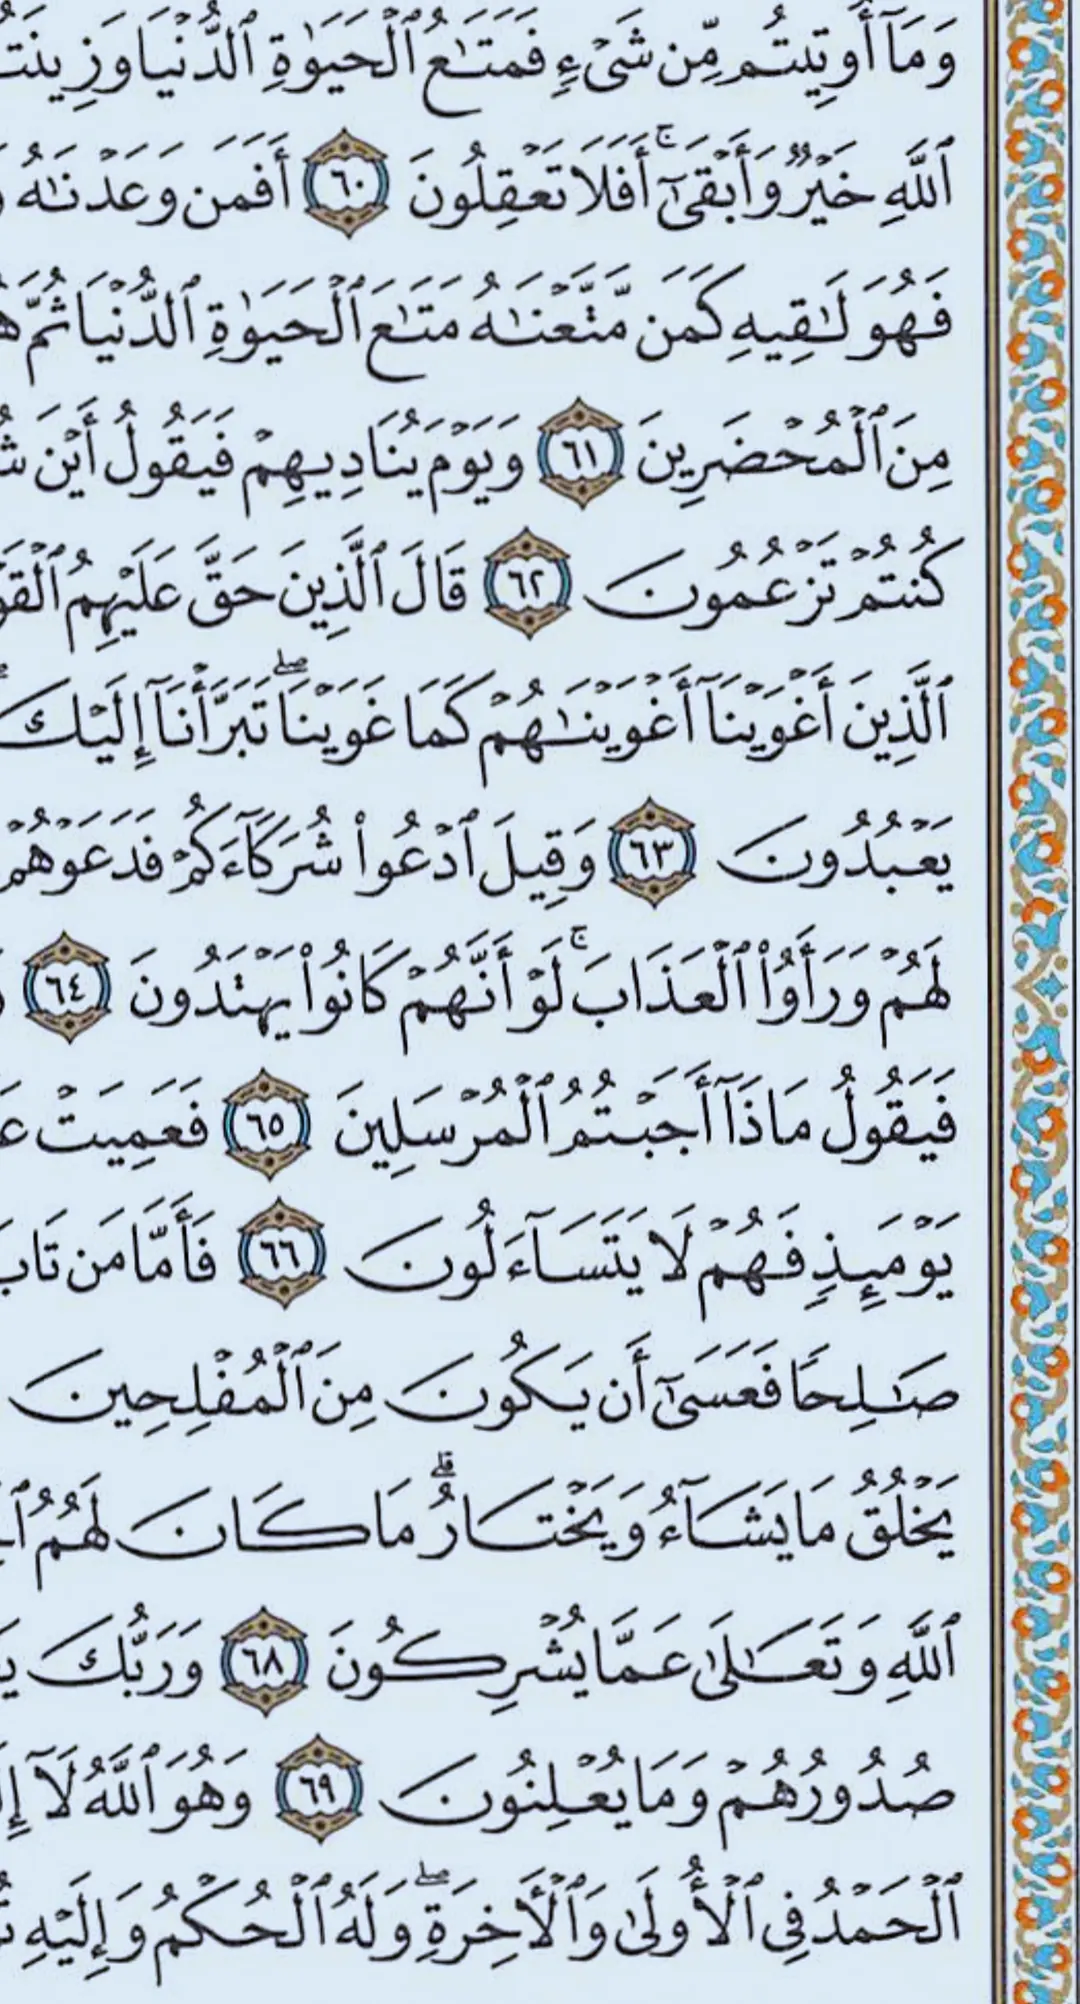 وَمَآ أُوتِيتُم مِّن شَىْءٍ فَمَتَٰعُ ٱلْحَيَوٰةِ ٱلدُّنْيَا وَزِينَتُ
ٱللَّهِ خَيْرٌ وَأَبْقَىٰٓ ۚ أَفَلَا تَعْقِلُونَ ٦٠ أَفَمَن وَعَدْنَٰهُ
فَهُوَ لَٰقِيهِ كَمَن مَّتَّعْنَٰهُ مَتَٰعَ ٱلْحَيَوٰةِ ٱلدُّنْيَا ثُمَّ
مِنَ ٱلْمُحْضَرِينَ ٦١ وَيَوْمَ يُنَادِيهِمْ فَيَقُولُ أَيْنَ
كُنتُمْ تَزْعُمُونَ ٦٢ قَالَ ٱلَّذِينَ حَقَّ عَلَيْهِمُ ٱلْقَوْ
ٱلَّذِينَ أَغْوَيْنَآ أَغْوَيْنَٰهُمْ كَمَا غَوَيْنَا ۖ تَبَرَّأْنَآ إِلَيْكَ
يَعْبُدُونَ ٦٣ وَقِيلَ ٱدْعُوا۟ شُرَكَآءَكُمْ فَدَعَوْهُمْ
لَهُمْ وَرَأَوُا۟ ٱلْعَذَابَ ۚ لَوْ أَنَّهُمْ كَانُوا۟ يَهْتَدُونَ ٦٤
فَيَقُولُ مَاذَآ أَجَبْتُمُ ٱلْمُرْسَلِينَ ٦٥ فَعَمِيَتْ
يَوْمَئِذٍ فَهُمْ لَا يَتَسَآءَلُونَ ٦٦ فَأَمَّا مَن تَابَ
صَٰلِحًا فَعَسَىٰٓ أَن يَكُونَ مِنَ ٱلْمُفْلِحِينَ
يَخْلُقُ مَا يَشَآءُ وَيَخْتَارُ ۗ مَا كَانَ لَهُمُ
ٱللَّهِ وَتَعَٰلَىٰ عَمَّا يُشْرِكُونَ ٦٨ وَرَبُّكَ
صُدُورُهُمْ وَمَا يُعْلِنُونَ ٦٩ وَهُوَ ٱللَّهُ لَآ
ٱلْحَمْدُ فِى ٱلْأُولَىٰ وَٱلْأَخِرَةِ ۖ وَلَهُ ٱلْحُكْمُ وَإِلَيْهِ